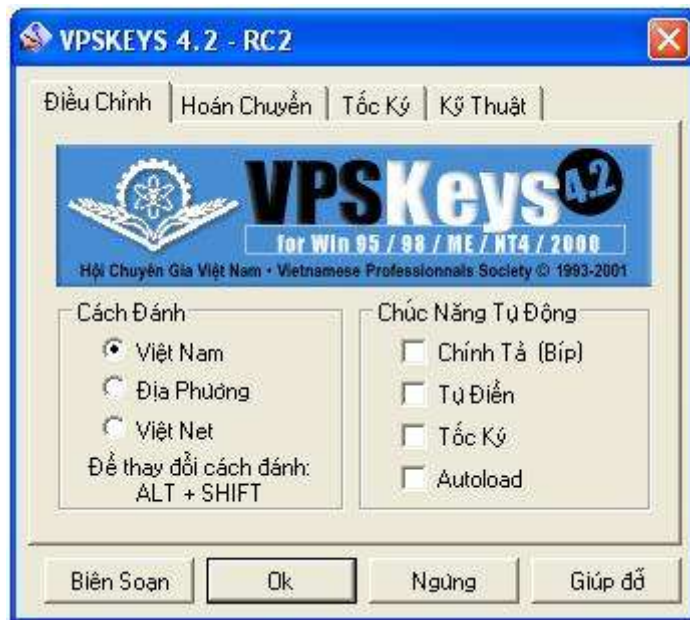 VPSKEYS 4.2 - RC2
Điều Chỉnh
Hoán Chuyển
Tốc Ký
Kỹ Thuật
VPSKeys 4.2
for Win 95 / 98 / ME / NT4 / 2000
Hội Chuyên Gia Việt Nam • Vietnamese Professionnals Society © 1993-2001
Cách Đánh
Việt Nam
Địa Phương
Việt Net
Để thay đổi cách đánh:
ALT + SHIFT
Chức Năng Tự Động
Chính Tả (Bíp)
Tự Điển
Tốc Ký
Autoload
Biên Soạn
Ok
Ngưng
Giúp đỡ